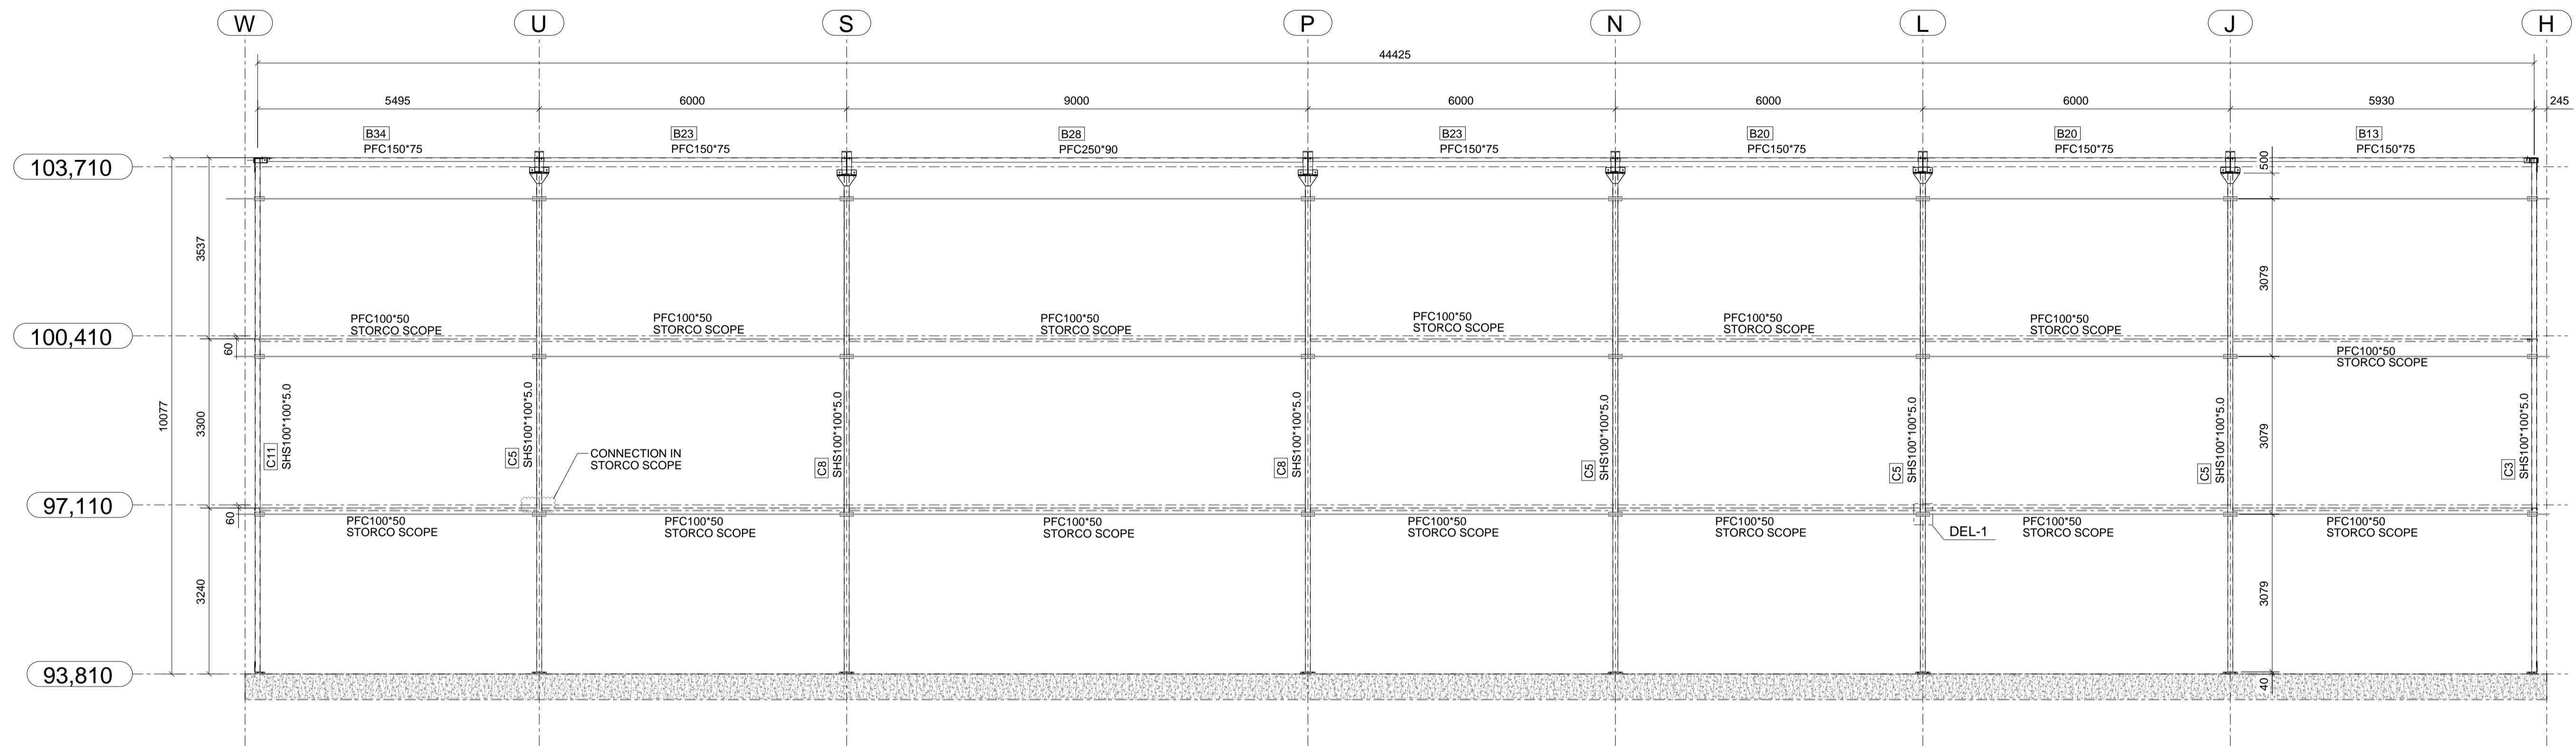 W U S P N L J H
44425
5495 6000 9000 6000 6000 6000 5930 245
B34 B23 B28 B23 B20 B20 B13
PFC150*75 PFC150*75 PFC250*90 PFC150*75 PFC150*75 PFC150*75 PFC150*75
103,710
500
3537
3079
PFC100*50 PFC100*50 PFC100*50 PFC100*50 PFC100*50 PFC100*50
STORCO SCOPE STORCO SCOPE STORCO SCOPE STORCO SCOPE STORCO SCOPE STORCO SCOPE
100,410
60
PFC100*50
STORCO SCOPE
10077
3300
C11 SHS100*100*5.0
C5 SHS100*100*5.0
C8 SHS100*100*5.0
C8 SHS100*100*5.0
C5 SHS100*100*5.0
C5 SHS100*100*5.0
C5 SHS100*100*5.0
3079
C3 SHS100*100*5.0
CONNECTION IN
STORCO SCOPE
97,110
60
PFC100*50 PFC100*50 PFC100*50 PFC100*50 PFC100*50 PFC100*50 PFC100*50
STORCO SCOPE STORCO SCOPE STORCO SCOPE STORCO SCOPE STORCO SCOPE STORCO SCOPE STORCO SCOPE
DEL-1
3240
3079
93,810
40